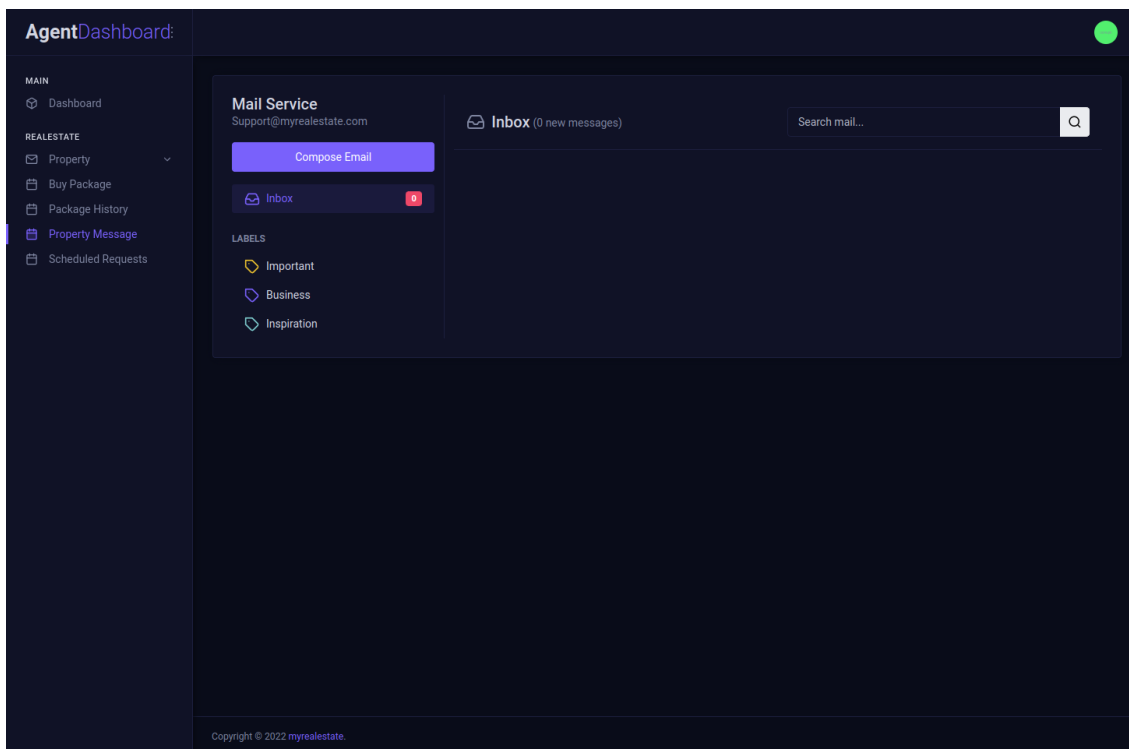 AgentDashboard
MAIN
Dashboard
REALESTATE
Property
Buy Package
Package History
Property Message
Scheduled Requests
Mail Service
Support@myrealestate.com
Compose Email
Inbox 0
LABELS
Important
Business
Inspiration
Inbox (0 new messages)
Search mail...
Copyright © 2022 myrealestate.